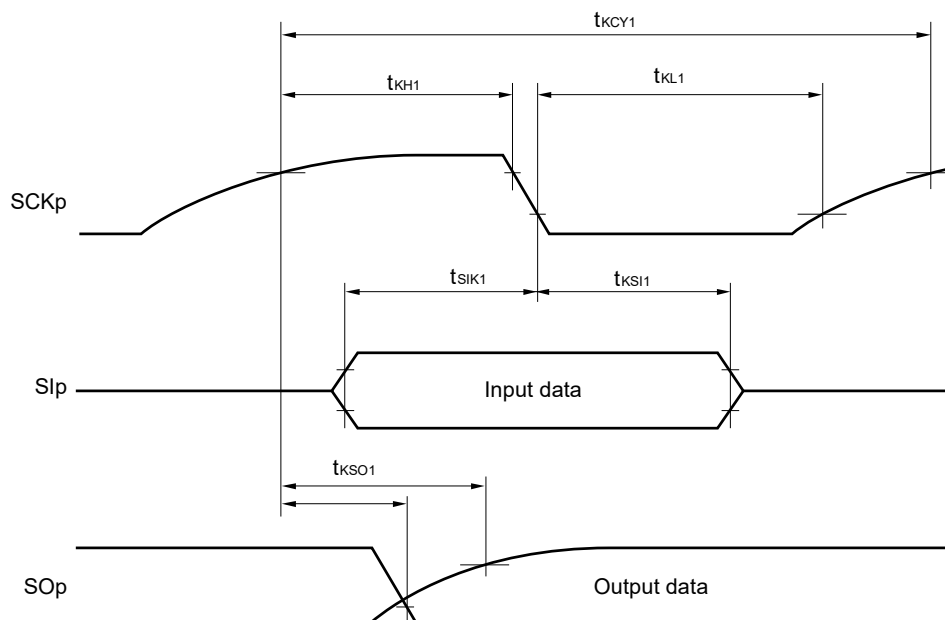 tKCY1
tKH1
tKL1
SCKp
tSIK1
tKSI1
SIp
Input data
tKSO1
SOp
Output data